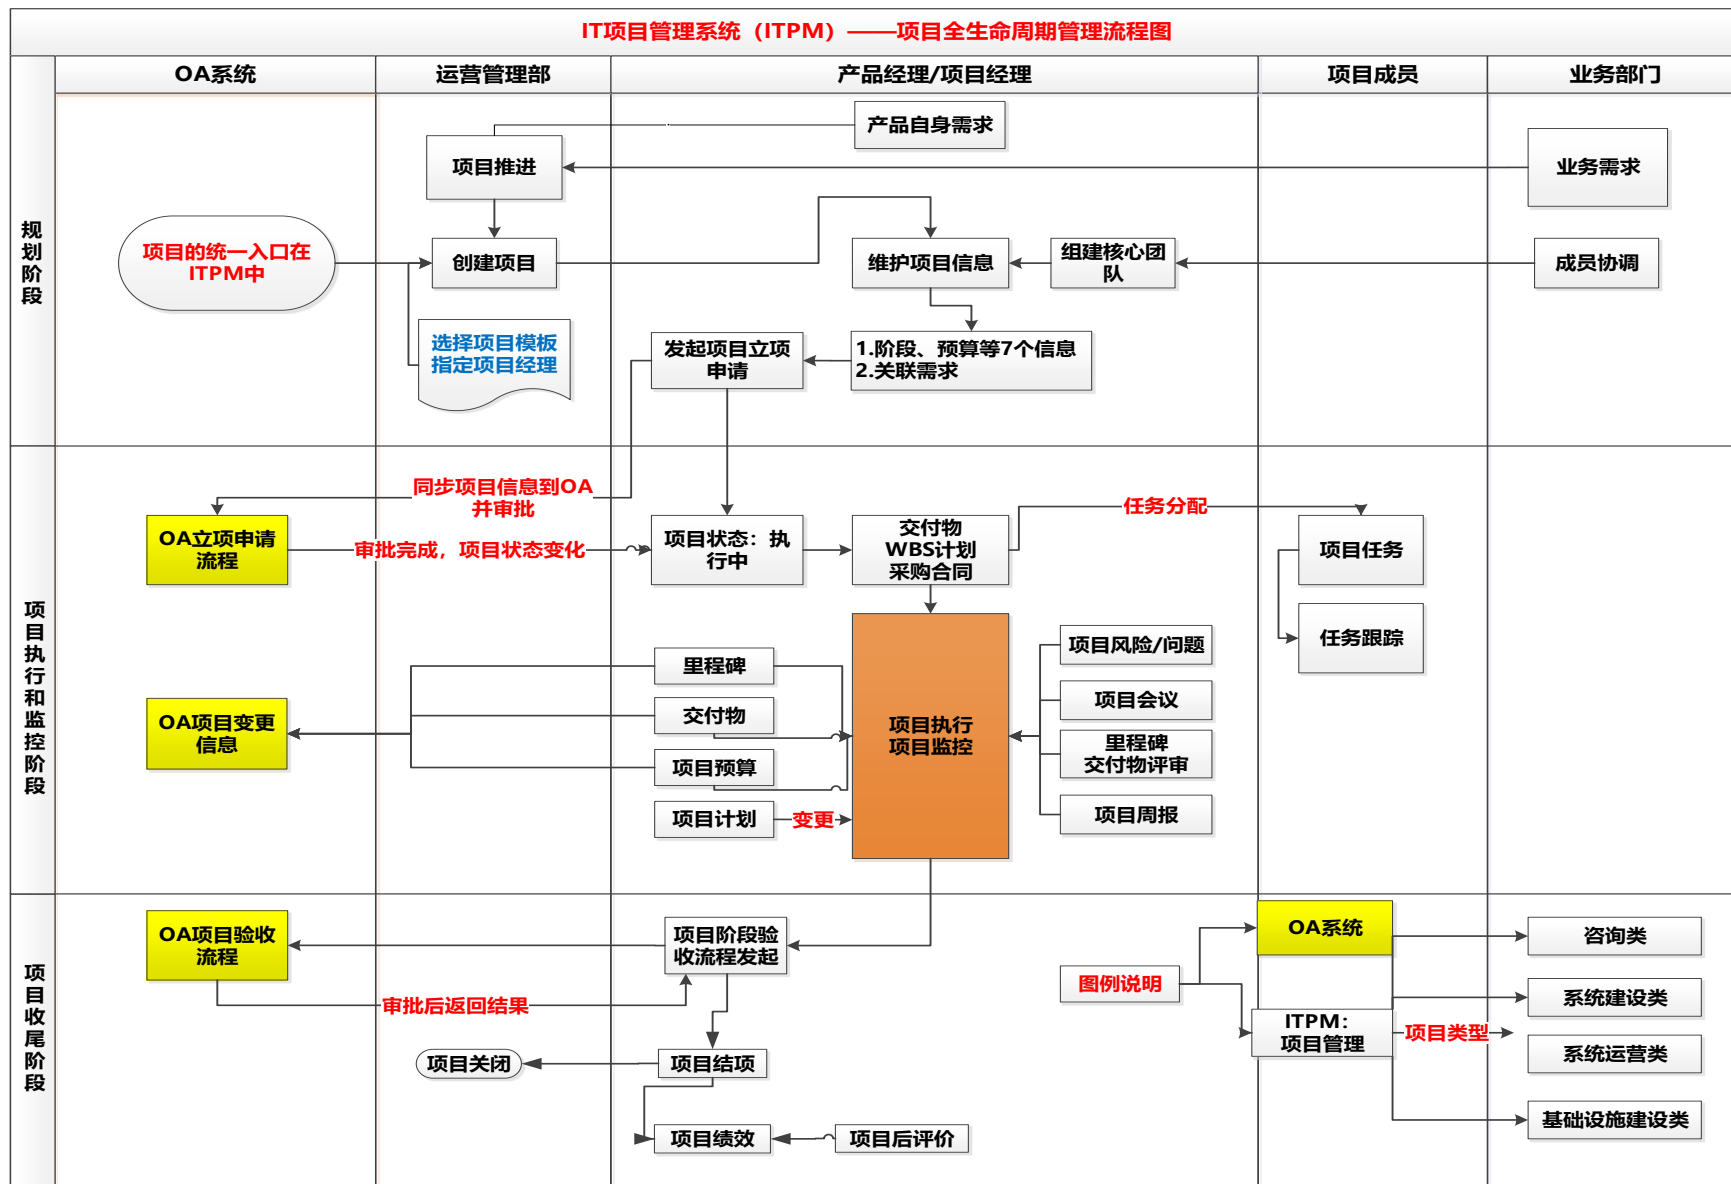 IT项目管理系统（ITPM）——项目全生命周期管理流程图
OA系统
运营管理部
产品经理/项目经理
项目成员
业务部门
规划阶段
产品自身需求
项目推进
业务需求
项目的统一入口在
ITPM中
创建项目
维护项目信息
组建核心团
队
成员协调
选择项目模板
指定项目经理
发起项目立项
申请
1.阶段、预算等7个信息
2.关联需求
项目执行和监控阶段
同步项目信息到OA
并审批
OA立项申请
流程
审批完成，项目状态变化
项目状态：执
行中
交付物
WBS计划
采购合同
任务分配
项目任务
任务跟踪
里程碑
交付物
项目预算
项目计划
变更
OA项目变更
信息
项目执行
项目监控
项目风险/问题
项目会议
里程碑
交付物评审
项目周报
项目收尾阶段
OA项目验收
流程
项目阶段验
收流程发起
审批后返回结果
项目关闭
项目结项
项目绩效
项目后评价
图例说明
OA系统
ITPM：
项目管理
项目类型
咨询类
系统建设类
系统运营类
基础设施建设类